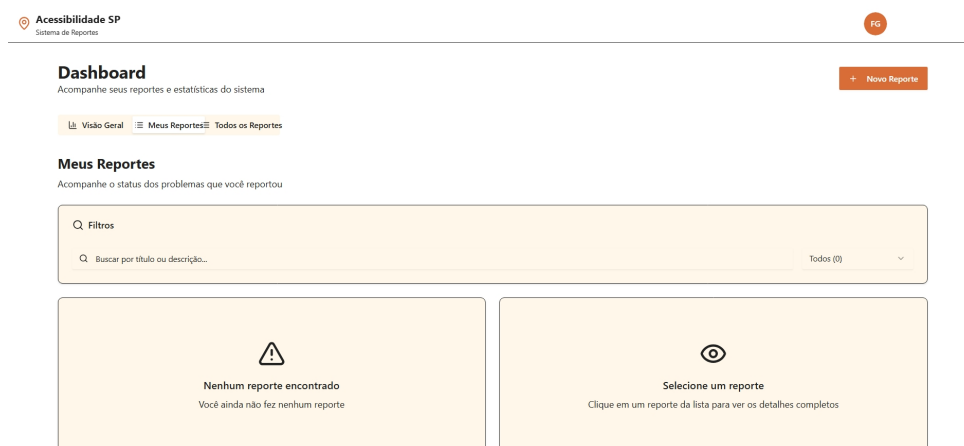 Acessibilidade SP
Sistema de Reportes
FG
Dashboard
Acompanhe seus reportes e estatísticas do sistema
+ Novo Reporte
Visão Geral
Meus Reportes
Todos os Reportes
Meus Reportes
Acompanhe o status dos problemas que você reportou
Filtros
Buscar por título ou descrição...
Todos (0)
Nenhum reporte encontrado
Você ainda não fez nenhum reporte
Selecione um reporte
Clique em um reporte da lista para ver os detalhes completos